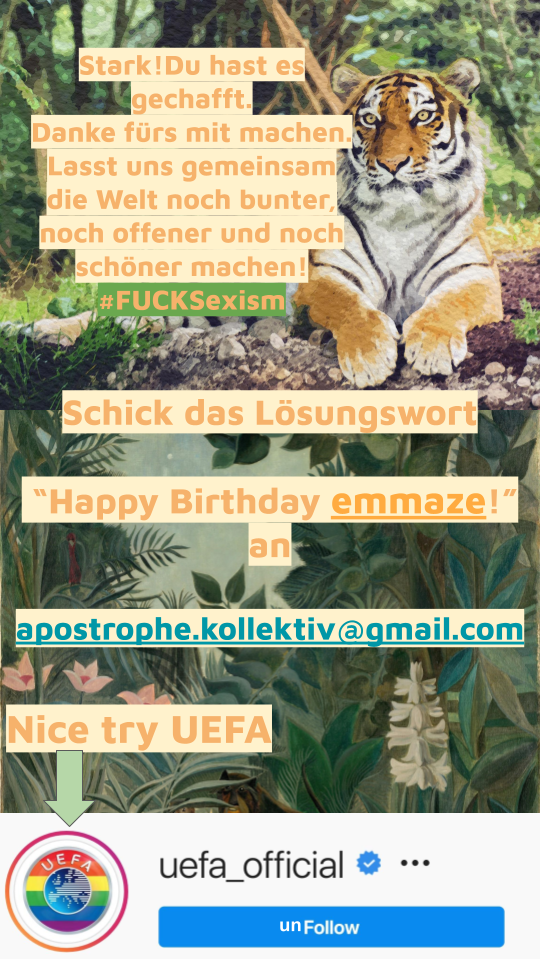 Stark!Du hast es
gechafft.
Danke fürs mit machen.
Lasst uns gemeinsam
die Welt noch bunter,
noch offener und noch
schöner machen!
#FUCKSexism
Schick das Lösungswort
“Happy Birthday emmaze!”
an
apostrophe.kollektiv@gmail.com
Nice try UEFA
UEFA
uefa_official
unFollow